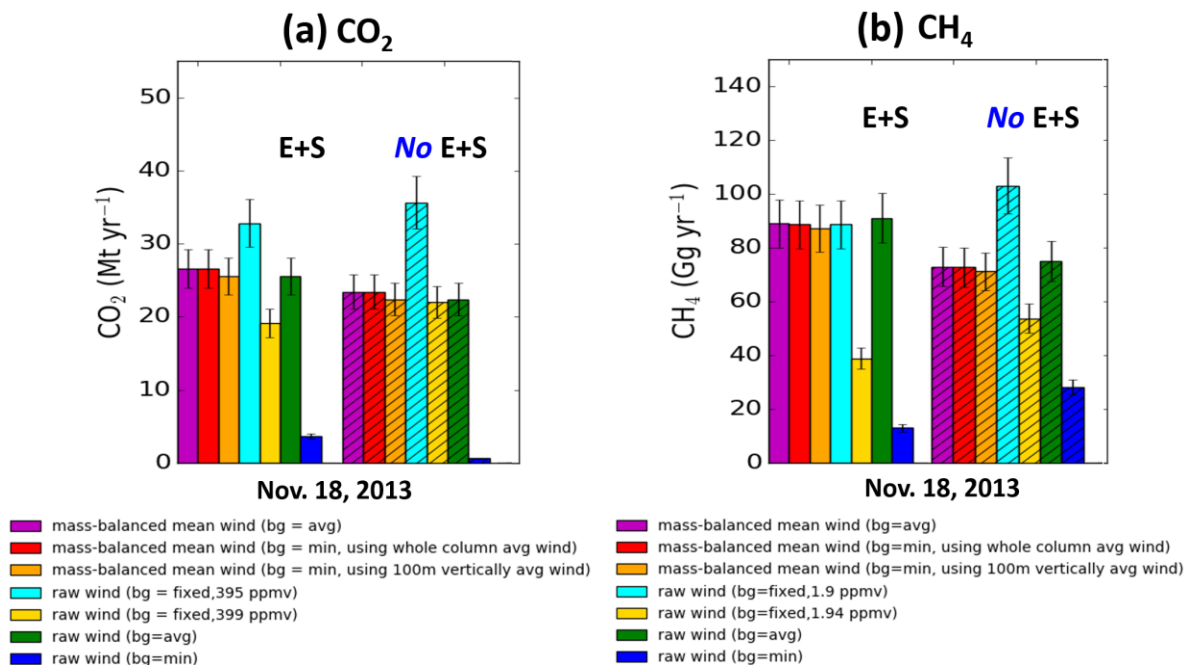 (a) CO₂
50
40
30
20
10
0
CO₂ (Mt yr⁻¹)
E+S
No E+S
Nov. 18, 2013
mass-balanced mean wind (bg = avg)
mass-balanced mean wind (bg = min, using whole column avg wind)
mass-balanced mean wind (bg = min, using 100m vertically avg wind)
raw wind (bg = fixed,395 ppmv)
raw wind (bg = fixed,399 ppmv)
raw wind (bg=avg)
raw wind (bg=min)
(b) CH₄
140
120
100
80
60
40
20
0
CH₄ (Gg yr⁻¹)
E+S
No E+S
Nov. 18, 2013
mass-balanced mean wind (bg=avg)
mass-balanced mean wind (bg=min, using whole column avg wind)
mass-balanced mean wind (bg=min, using 100m vertically avg wind)
raw wind (bg=fixed,1.9 ppmv)
raw wind (bg=fixed,1.94 ppmv)
raw wind (bg=avg)
raw wind (bg=min)